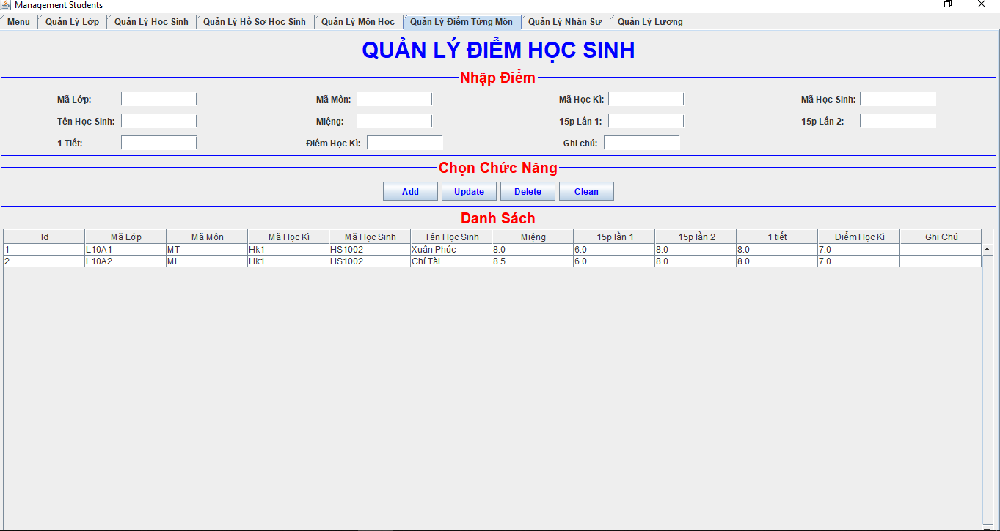 Management Students
Menu Quản Lý Lớp Quản Lý Học Sinh Quản Lý Hồ Sơ Học Sinh Quản Lý Môn Học Quản Lý Điểm Từng Môn Quản Lý Nhân Sự Quản Lý Lương
QUẢN LÝ ĐIỂM HỌC SINH
Nhập Điểm
Mã Lớp: Mã Môn: Mã Học Kì: Mã Học Sinh:
Tên Học Sinh: Miệng: 15p Lần 1: 15p Lần 2:
1 Tiết: Điểm Học Kì: Ghi chú:
Chọn Chức Năng
Add Update Delete Clean
Danh Sách
Id Mã Lớp Mã Môn Mã Học Kì Mã Học Sinh Tên Học Sinh Miệng 15p lần 1 15p lần 2 1 tiết Điểm Học Kì Ghi Chú
1 L10A1 MT Hk1 HS1002 Xuân Phúc 8.0 6.0 8.0 8.0 7.0
2 L10A2 ML Hk1 HS1002 Chí Tài 8.5 6.0 8.0 8.0 7.0